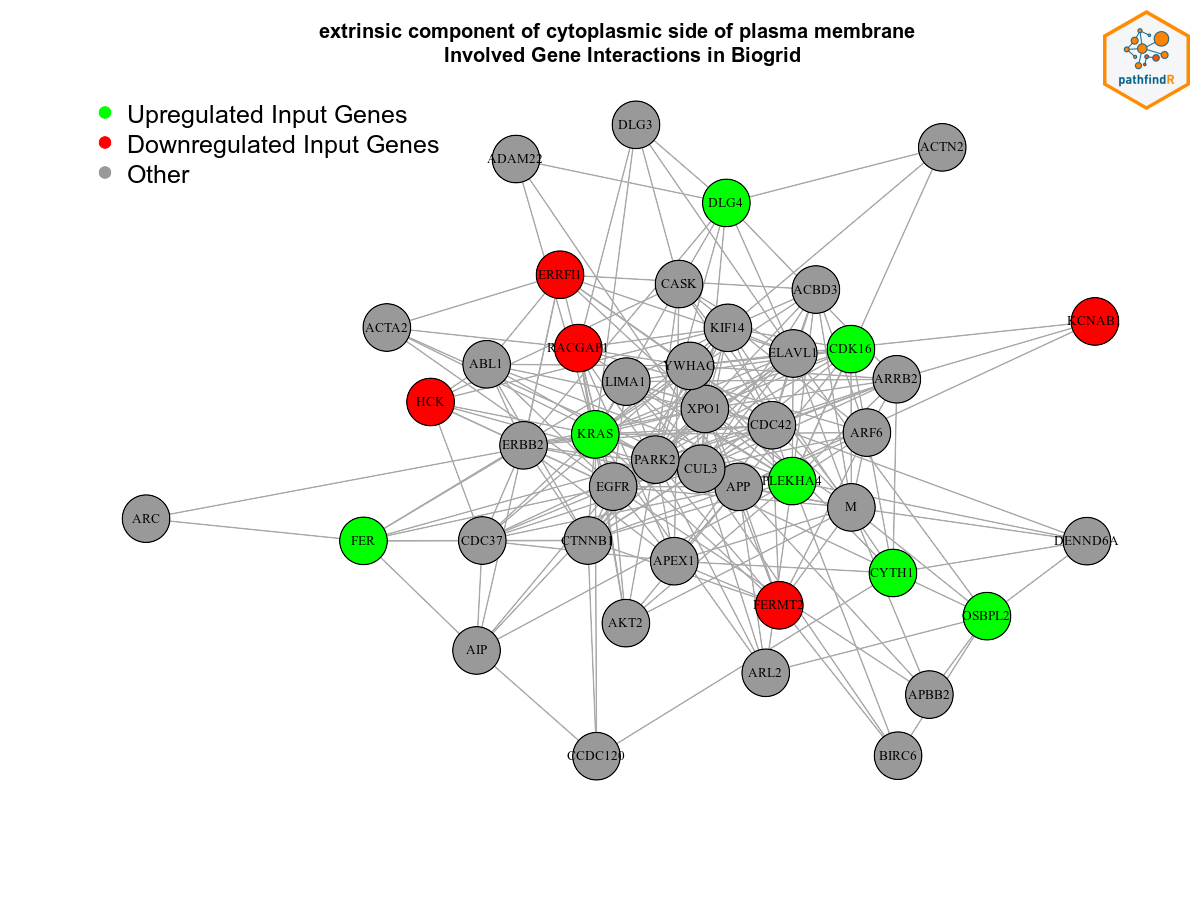 extrinsic component of cytoplasmic side of plasma membrane
Involved Gene Interactions in Biogrid
pathfindR
Upregulated Input Genes
Downregulated Input Genes
Other
DLG3
ADAM22
ACTN2
DLG4
ERRFI1
CASK
ACBD3
ACTA2
KIF14
KCNAB1
RACGAP1
ELAVL1
CDK16
ABL1
YWHAG
LIMA1
ARRB2
HCK
XPO1
CDC42
KRAS
ARF6
ERBB2
PARK2
CUL3
EGFR
APP
PLEKHA4
M
ARC
FER
CDC37
CTNNB1
DENND6A
APEX1
CYTH1
FERMT2
OSBPL2
AKT2
AIP
ARL2
APBB2
CCDC120
BIRC6